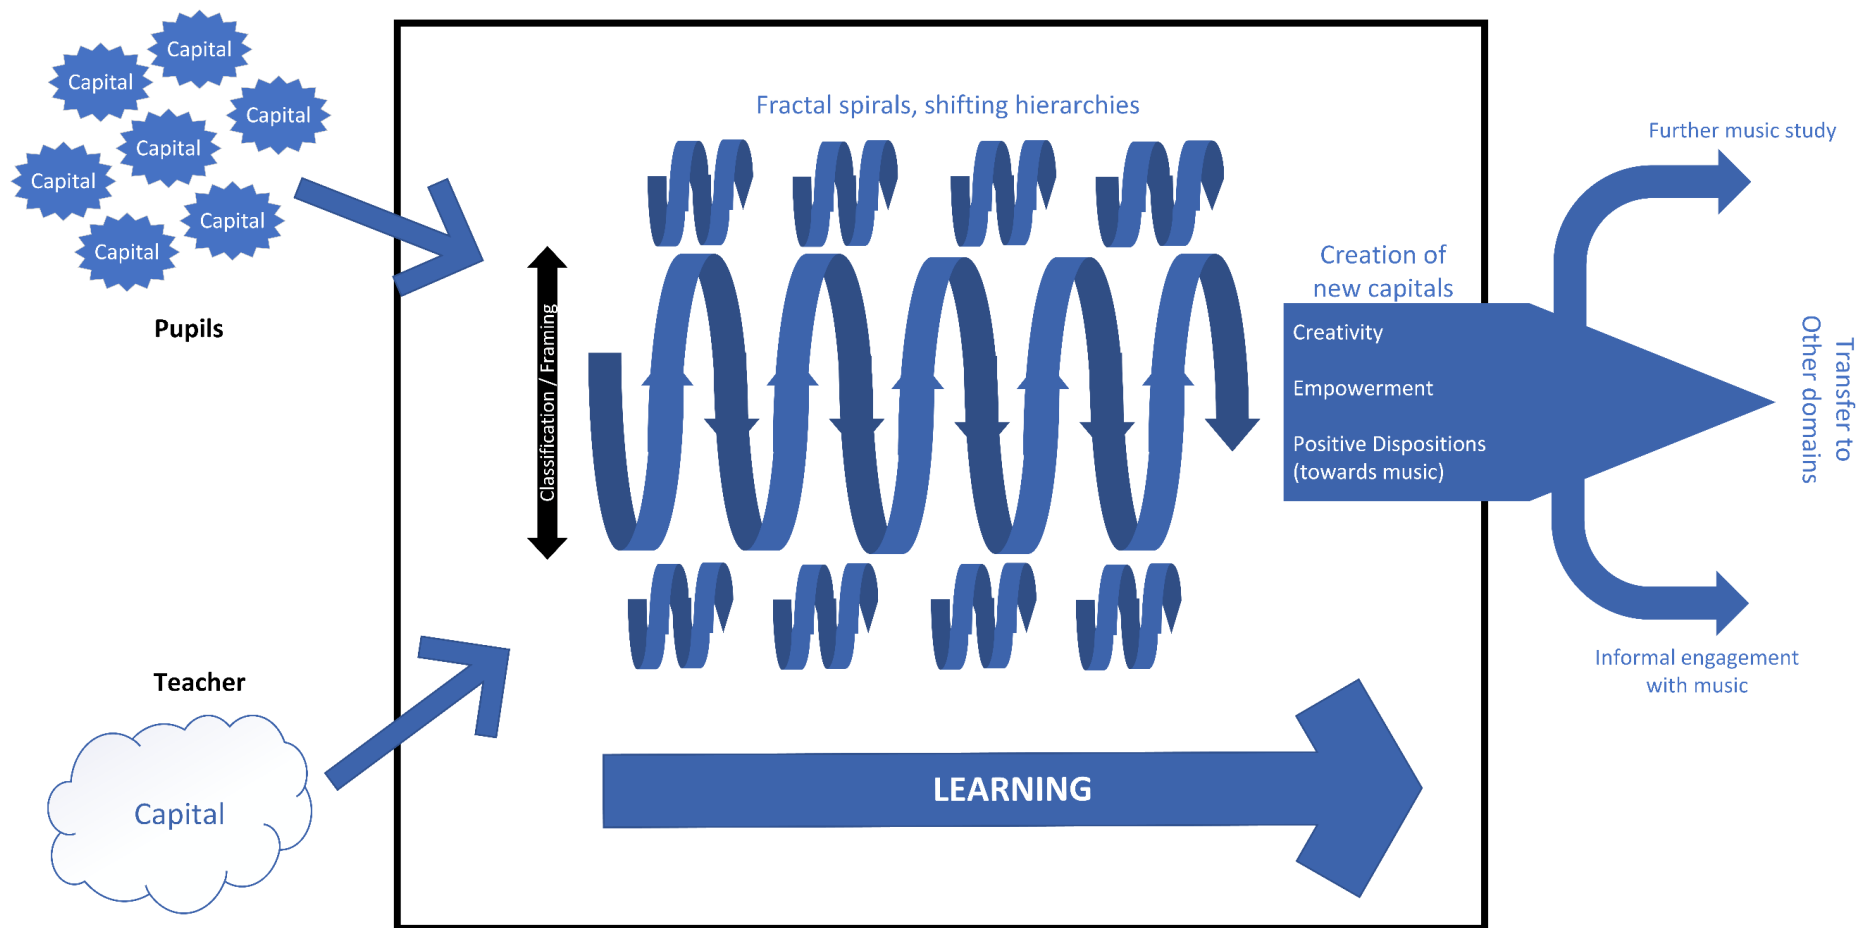 Capital
Capital
Capital
Capital
Capital
Capital
Capital
Pupils
Teacher
Capital
Fractal spirals, shifting hierarchies
Classification / Framing
LEARNING
Creation of
new capitals
Creativity
Empowerment
Positive Dispositions
(towards music)
Further music study
Transfer to
Other domains
Informal engagement
with music